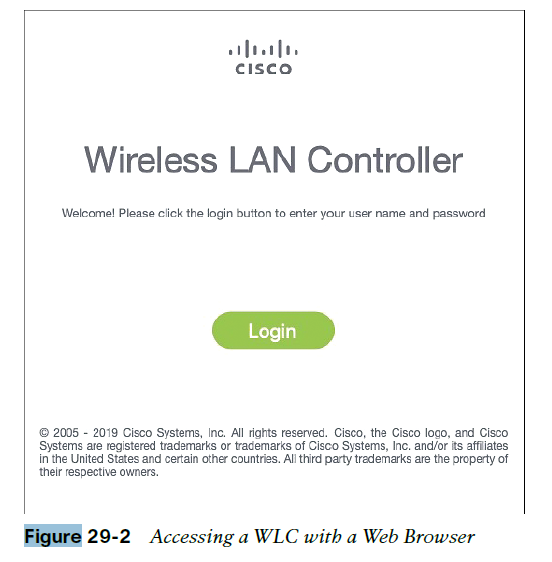 cisco
Wireless LAN Controller
Welcome! Please click the login button to enter your user name and password
Login
© 2005 - 2019 Cisco Systems, Inc. All rights reserved. Cisco, the Cisco logo, and Cisco
Systems are registered trademarks or trademarks of Cisco Systems, Inc. and/or its affiliates
in the United States and certain other countries. All third party trademarks are the property of
their respective owners.
Figure 29-2 Accessing a WLC with a Web Browser